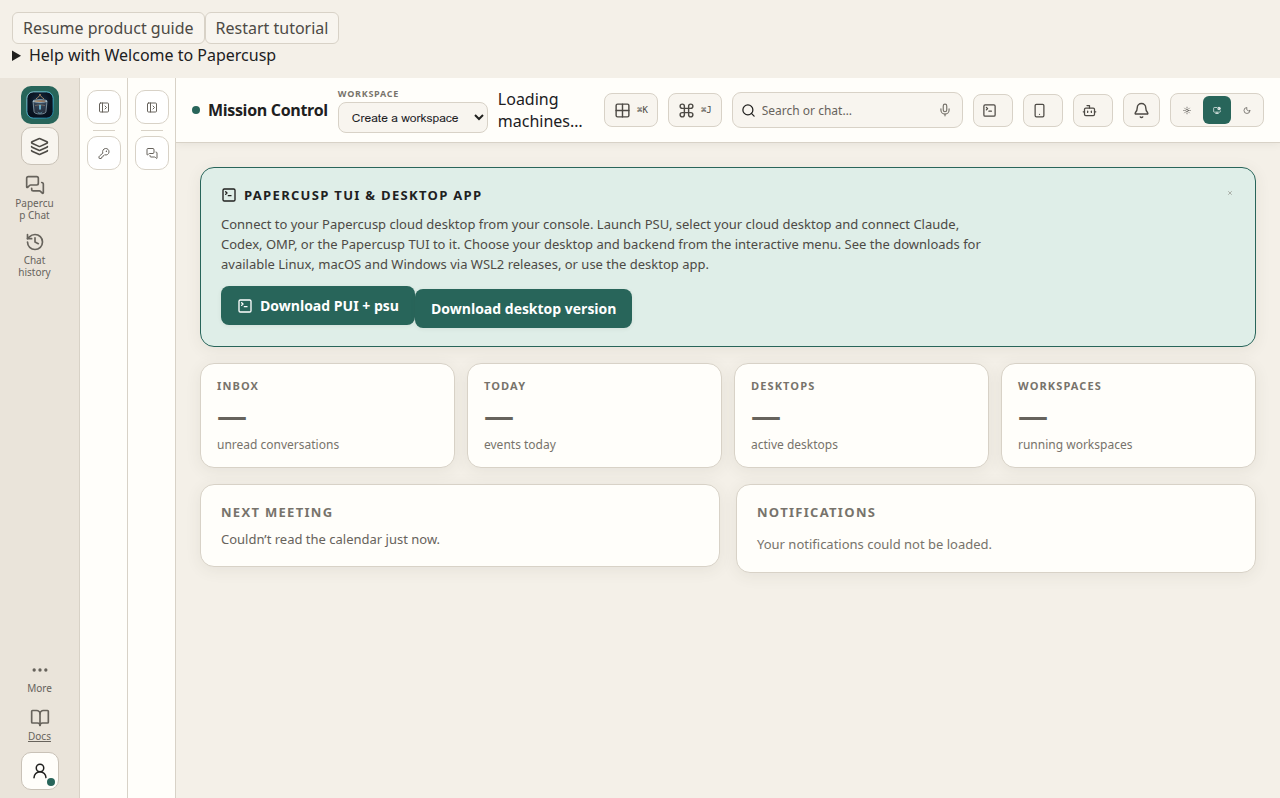 Resume product guide
Restart tutorial
Help with Welcome to Papercusp
Papercu
p Chat
Chat
history
More
Docs
Mission Control
WORKSPACE
Create a workspace
Loading
machines...
⌘K
⌘J
Search or chat...
PAPERCUSP TUI & DESKTOP APP
Connect to your Papercusp cloud desktop from your console. Launch PSU, select your cloud desktop and connect Claude,
Codex, OMP, or the Papercusp TUI to it. Choose your desktop and backend from the interactive menu. See the downloads for
available Linux, macOS and Windows via WSL2 releases, or use the desktop app.
Download PUI + psu
Download desktop version
INBOX
—
unread conversations
TODAY
—
events today
DESKTOPS
—
active desktops
WORKSPACES
—
running workspaces
NEXT MEETING
Couldn't read the calendar just now.
NOTIFICATIONS
Your notifications could not be loaded.